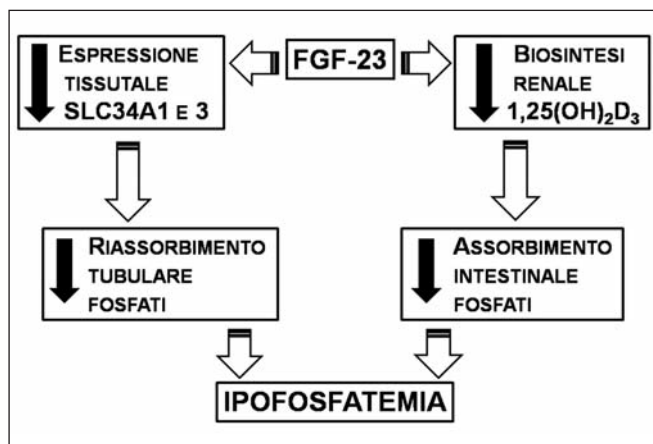 ESPRESSIONE
TISSUTALE
SLC34A1 E 3
FGF-23
BIOSINTESI
RENALE
1,25(OH)₂D₃
RIASSORBIMENTO
TUBULARE
FOSFATI
ASSORBIMENTO
INTESTINALE
FOSFATI
IPOFOSFATEMIA